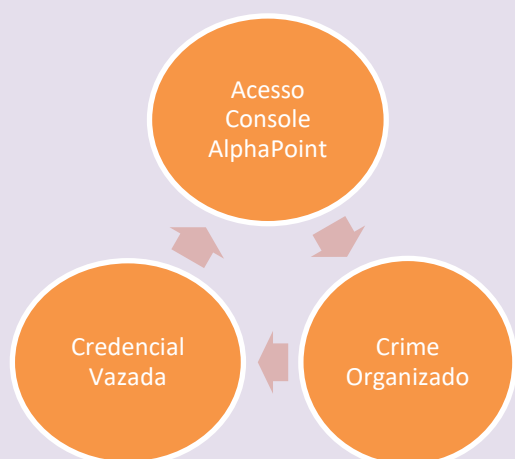 Acesso
Console
AlphaPoint
Credencial
Vazada
Crime
Organizado